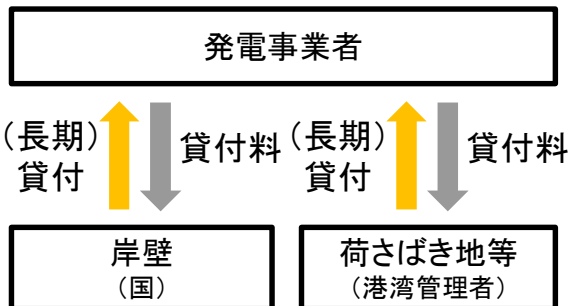 発電事業者
(長期)
貸付
貸付料
(長期)
貸付
貸付料
岸壁
(国)
荷さばき地等
(港湾管理者)